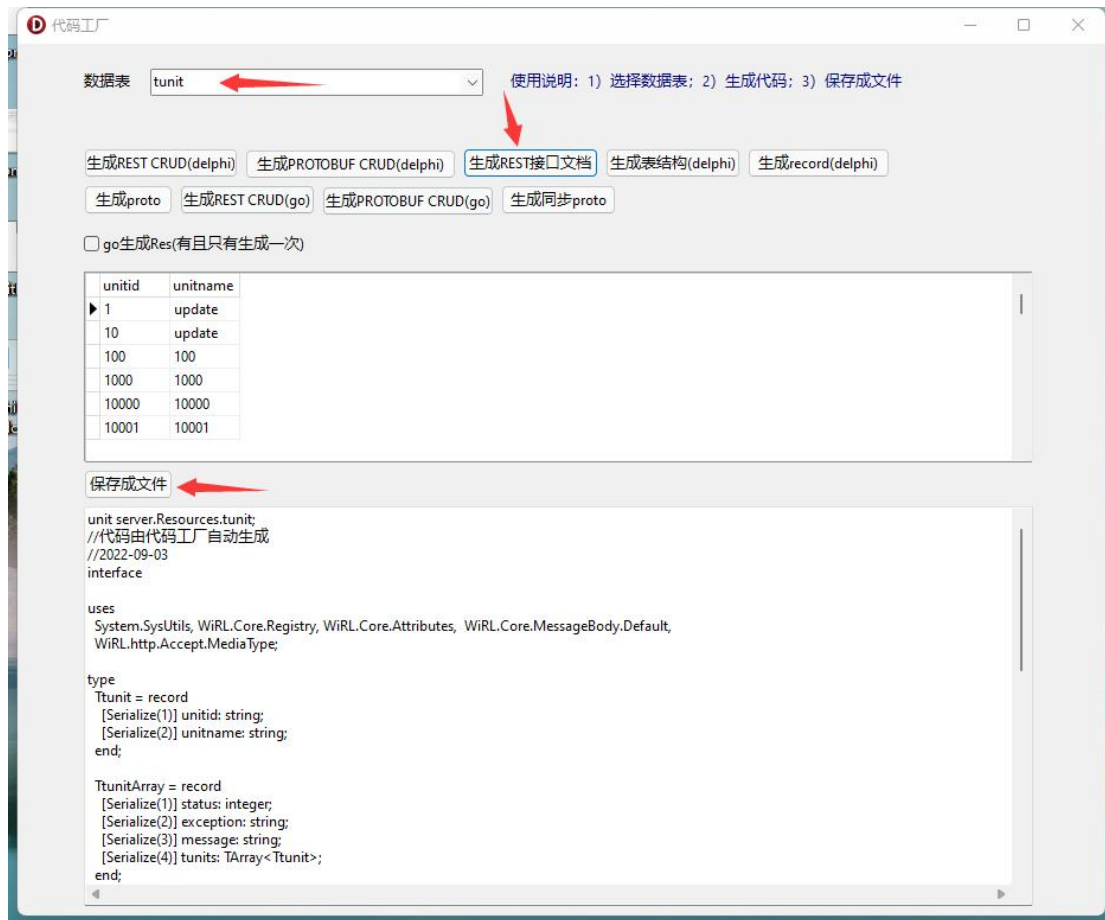 代码工厂
数据表 tunit 使用说明：1）选择数据表；2）生成代码；3）保存成文件
生成REST CRUD(delphi) 生成PROTOBUF CRUD(delphi) 生成REST接口文档 生成表结构(delphi) 生成record(delphi)
生成proto 生成REST CRUD(go) 生成PROTOBUF CRUD(go) 生成同步proto
go生成Res(有且只有生成一次)
unitid unitname
1 update
10 update
100 100
1000 1000
10000 10000
10001 10001
保存成文件
unit server.Resources.tunit;
//代码由代码工厂自动生成
//2022-09-03
interface
uses
System.SysUtils, WiRL.Core.Registry, WiRL.Core.Attributes, WiRL.Core.MessageBody.Default,
WiRL.http.Accept.MediaType;
type
Ttunit = record
[Serialize(1)] unitid: string;
[Serialize(2)] unitname: string;
end;
TtunitArray = record
[Serialize(1)] status: integer;
[Serialize(2)] exception: string;
[Serialize(3)] message: string;
[Serialize(4)] tunits: TArray<Ttunit>;
end;